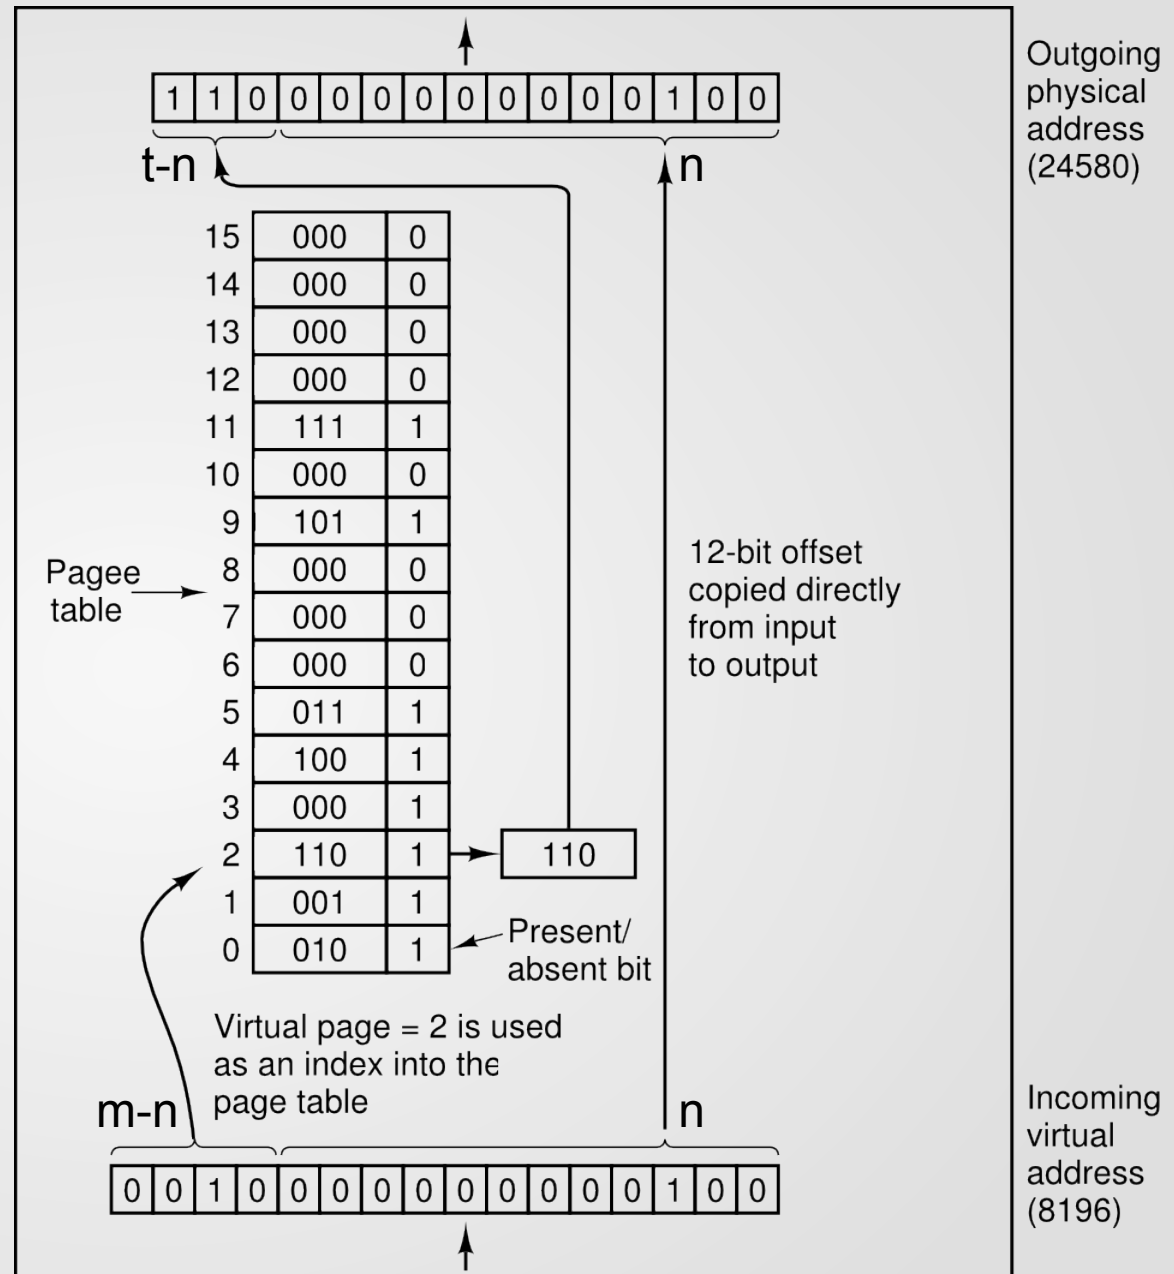 1 1 0 0 0 0 0 0 0 0 0 0 1 0 0
Outgoing
physical
address
(24580)
t-n
n
15 000 0
14 000 0
13 000 0
12 000 0
11 111 1
10 000 0
9 101 1
8 000 0
7 000 0
6 000 0
5 011 1
4 100 1
3 000 1
2 110 1
1 001 1
0 010 1
Pagee
table
110
12-bit offset
copied directly
from input
to output
Present/
absent bit
Virtual page = 2 is used
as an index into the
page table
m-n
n
0 0 1 0 0 0 0 0 0 0 0 0 0 1 0 0
Incoming
virtual
address
(8196)